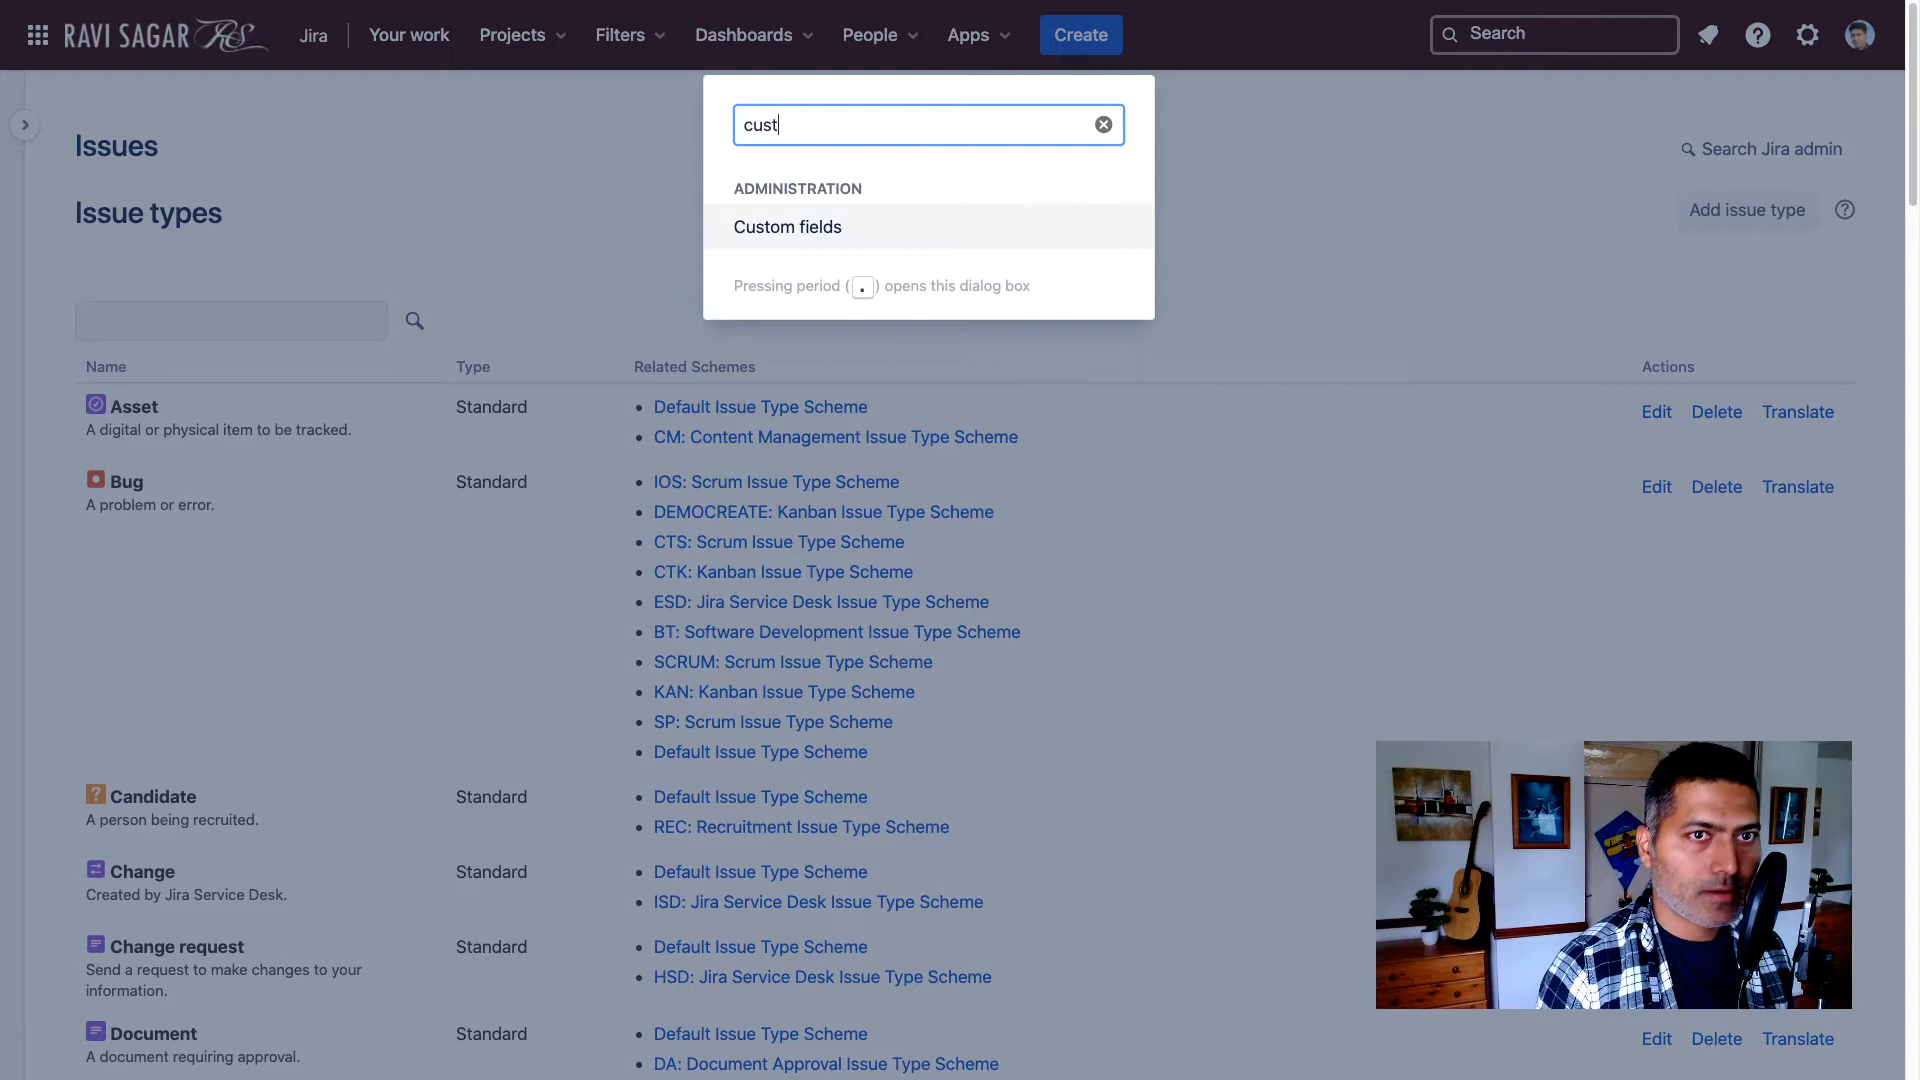 RAVI SAGAR RS Jira Your work Projects Filters Dashboards People Apps Create Search
cust
ADMINISTRATION
Custom fields
Pressing period ( . ) opens this dialog box
Issues
Search Jira admin
Issue types
Add issue type
Name Type Related Schemes Actions
Asset Standard Default Issue Type Scheme Edit Delete Translate
A digital or physical item to be tracked.
CM: Content Management Issue Type Scheme
Bug Standard IOS: Scrum Issue Type Scheme Edit Delete Translate
A problem or error.
DEMOCREATE: Kanban Issue Type Scheme
CTS: Scrum Issue Type Scheme
CTK: Kanban Issue Type Scheme
ESD: Jira Service Desk Issue Type Scheme
BT: Software Development Issue Type Scheme
SCRUM: Scrum Issue Type Scheme
KAN: Kanban Issue Type Scheme
SP: Scrum Issue Type Scheme
Default Issue Type Scheme
Candidate Standard Default Issue Type Scheme
A person being recruited.
REC: Recruitment Issue Type Scheme
Change Standard Default Issue Type Scheme
Created by Jira Service Desk.
ISD: Jira Service Desk Issue Type Scheme
Change request Standard Default Issue Type Scheme
Send a request to make changes to your
information.
HSD: Jira Service Desk Issue Type Scheme
Document Standard Default Issue Type Scheme Edit Delete Translate
A document requiring approval.
DA: Document Approval Issue Type Scheme